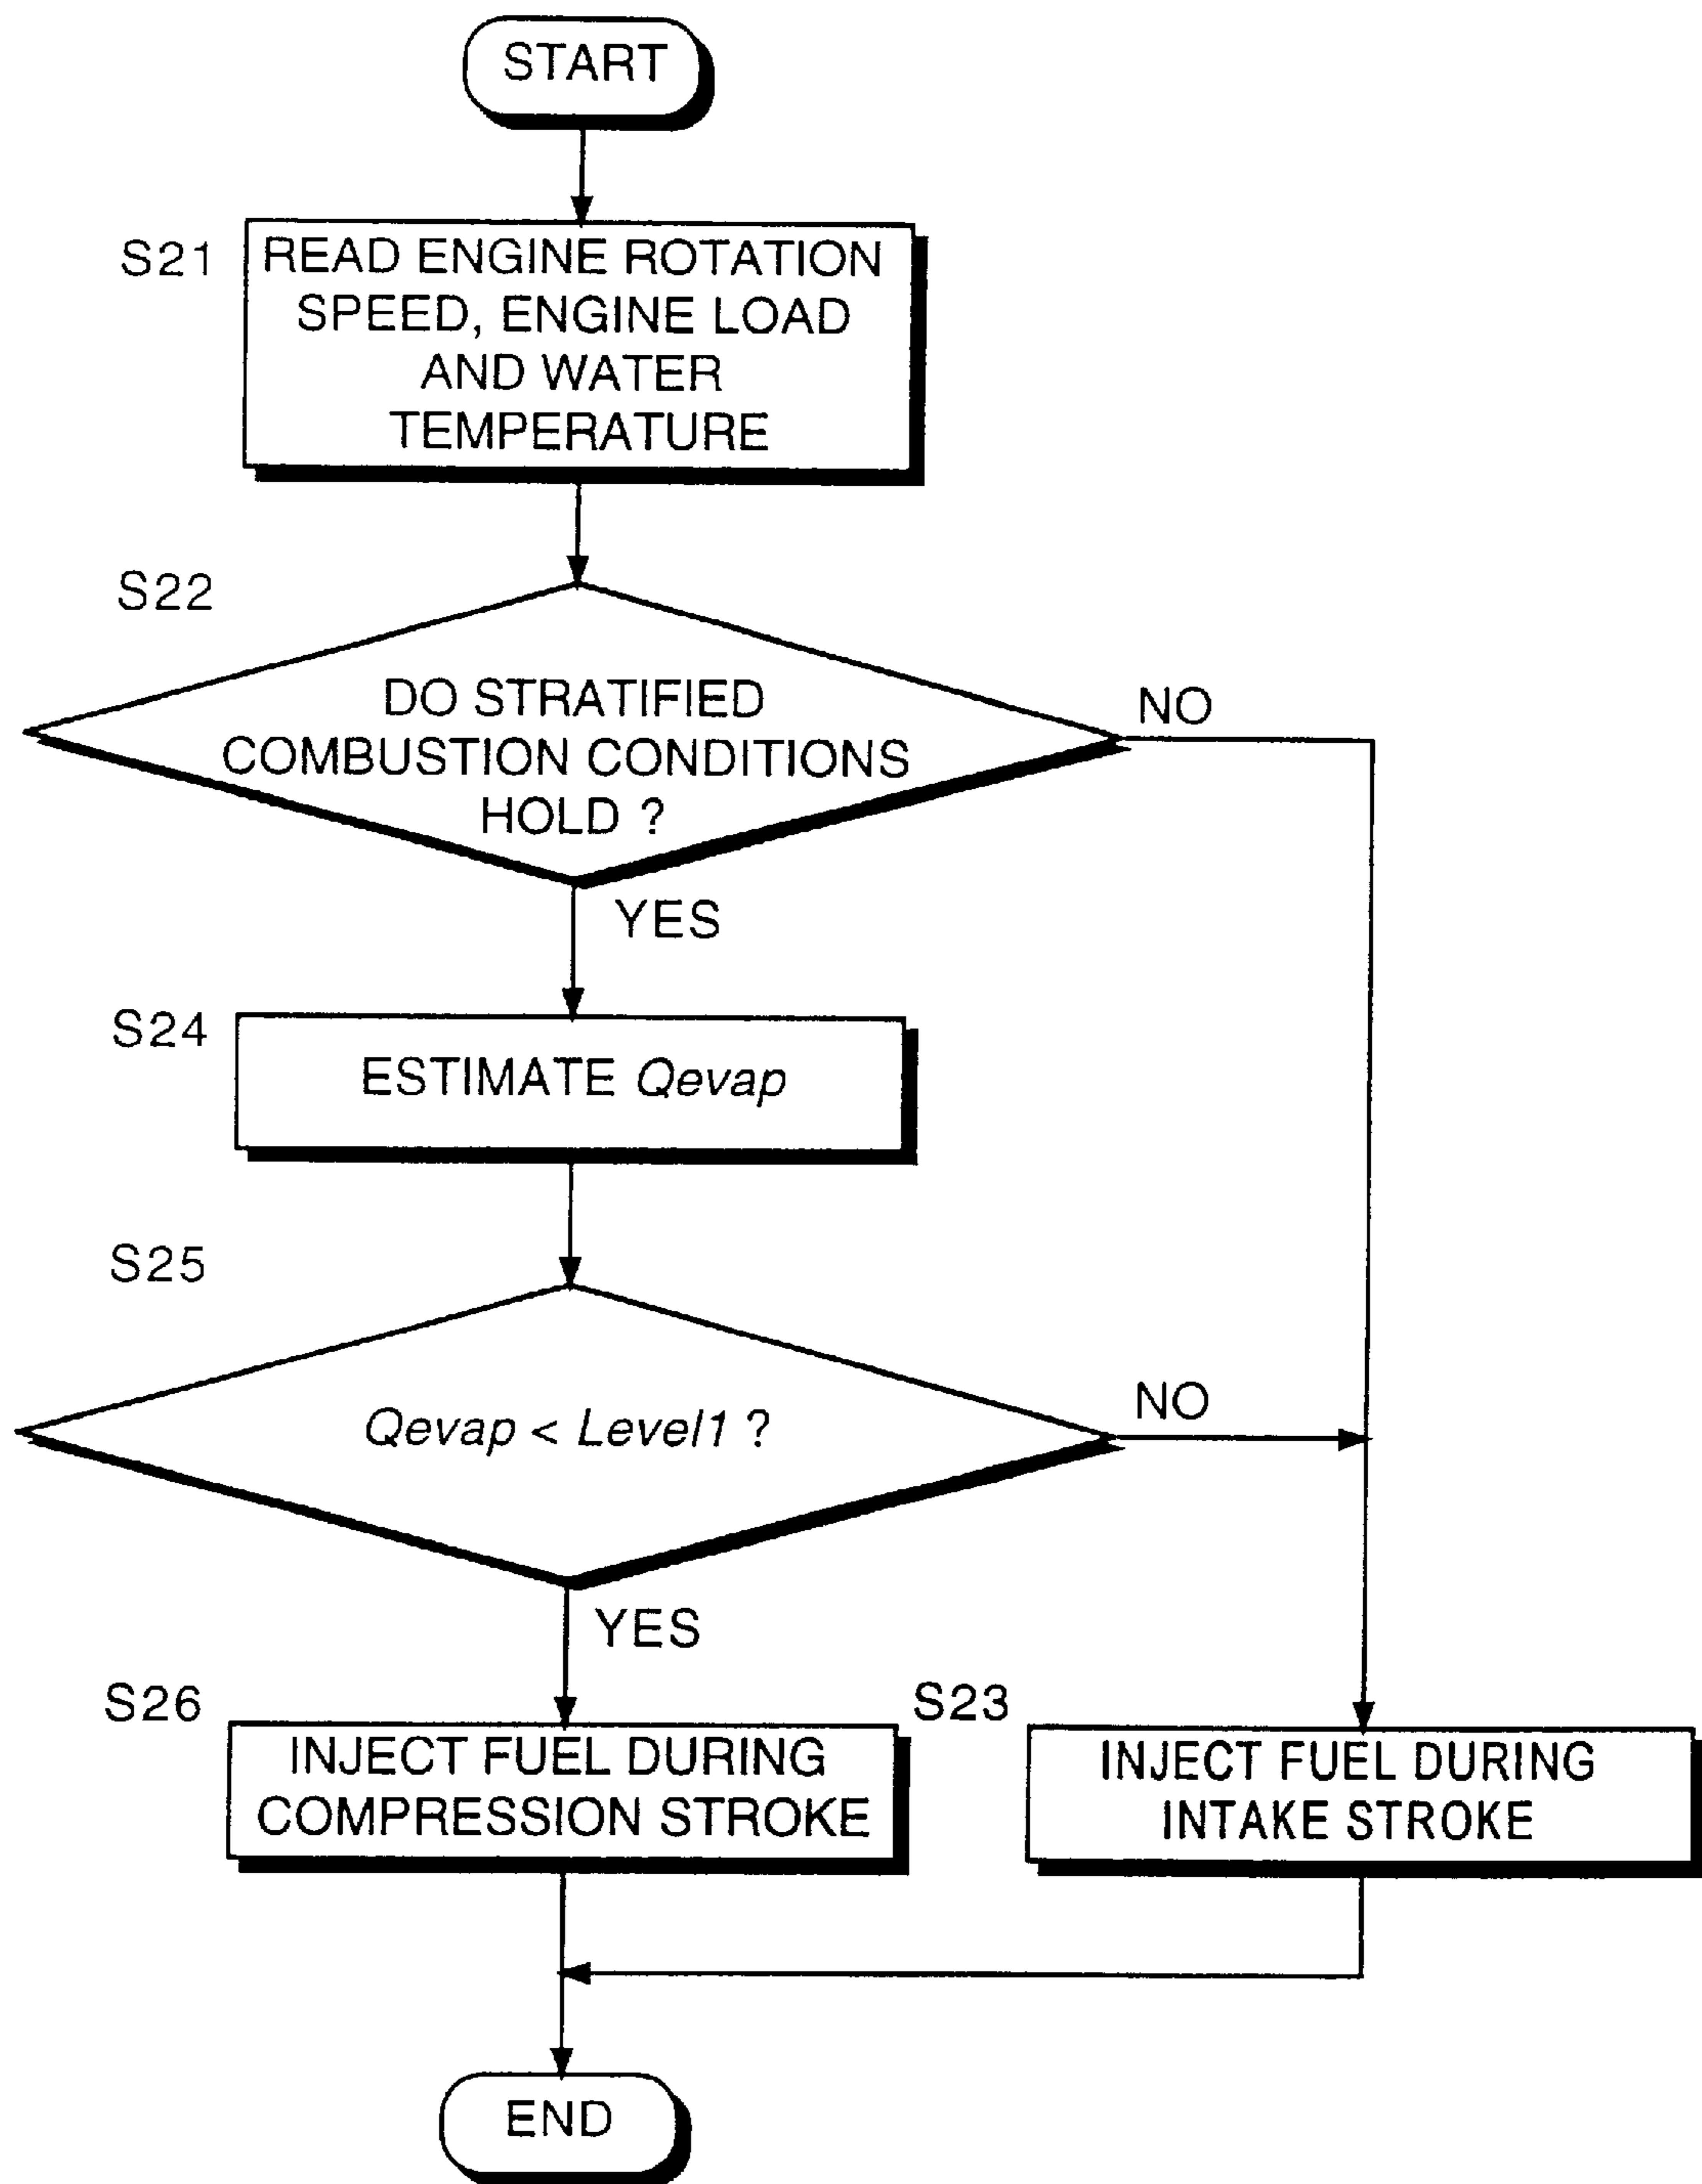 START
S21
READ ENGINE ROTATION
SPEED, ENGINE LOAD
AND WATER
TEMPERATURE
S22
DO STRATIFIED
COMBUSTION CONDITIONS
HOLD ?
NO
YES
S24
ESTIMATE Qevap
S25
Qevap < Level1 ?
NO
YES
S26
INJECT FUEL DURING
COMPRESSION STROKE
S23
INJECT FUEL DURING
INTAKE STROKE
END